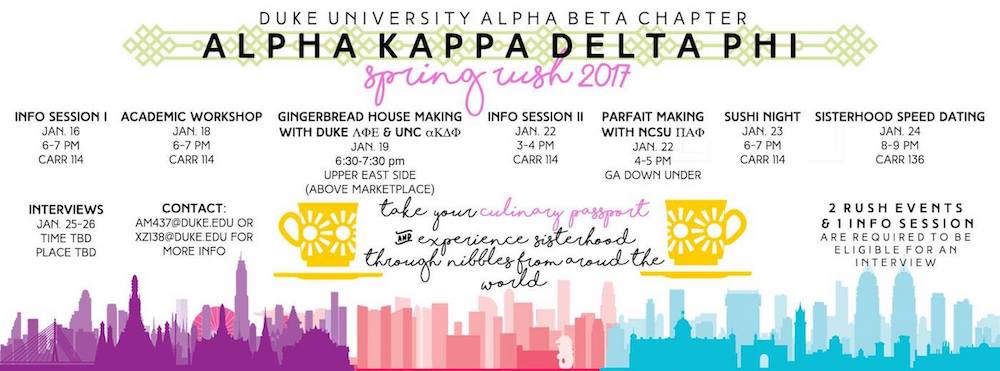 DUKE UNIVERSITY ALPHA BETA CHAPTER
ALPHA KAPPA DELTA PHI
spring rush 2017
INFO SESSION I
JAN. 16
6-7 PM
CARR 114
ACADEMIC WORKSHOP
JAN. 18
6-7 PM
CARR 114
GINGERBREAD HOUSE MAKING
WITH DUKE ΛΦΕ & UNC αΚΔΦ
JAN. 19
6:30-7:30 pm
UPPER EAST SIDE
(ABOVE MARKETPLACE)
INFO SESSION II
JAN. 22
3-4 PM
CARR 114
PARFAIT MAKING
WITH NCSU ΠΑΦ
JAN. 22
4-5 PM
GA DOWN UNDER
SUSHI NIGHT
JAN. 23
6-7 PM
CARR 114
SISTERHOOD SPEED DATING
JAN. 24
8-9 PM
CARR 136
INTERVIEWS
JAN. 25-26
TIME TBD
PLACE TBD
CONTACT:
AM437@DUKE.EDU OR
XZ138@DUKE.EDU FOR
MORE INFO
take your culinary passport
AND experience sisterhood
through nibbles from aroud the
world
2 RUSH EVENTS
& 1 INFO SESSION
ARE REQUIRED TO BE
ELIGIBLE FOR AN
INTERVIEW